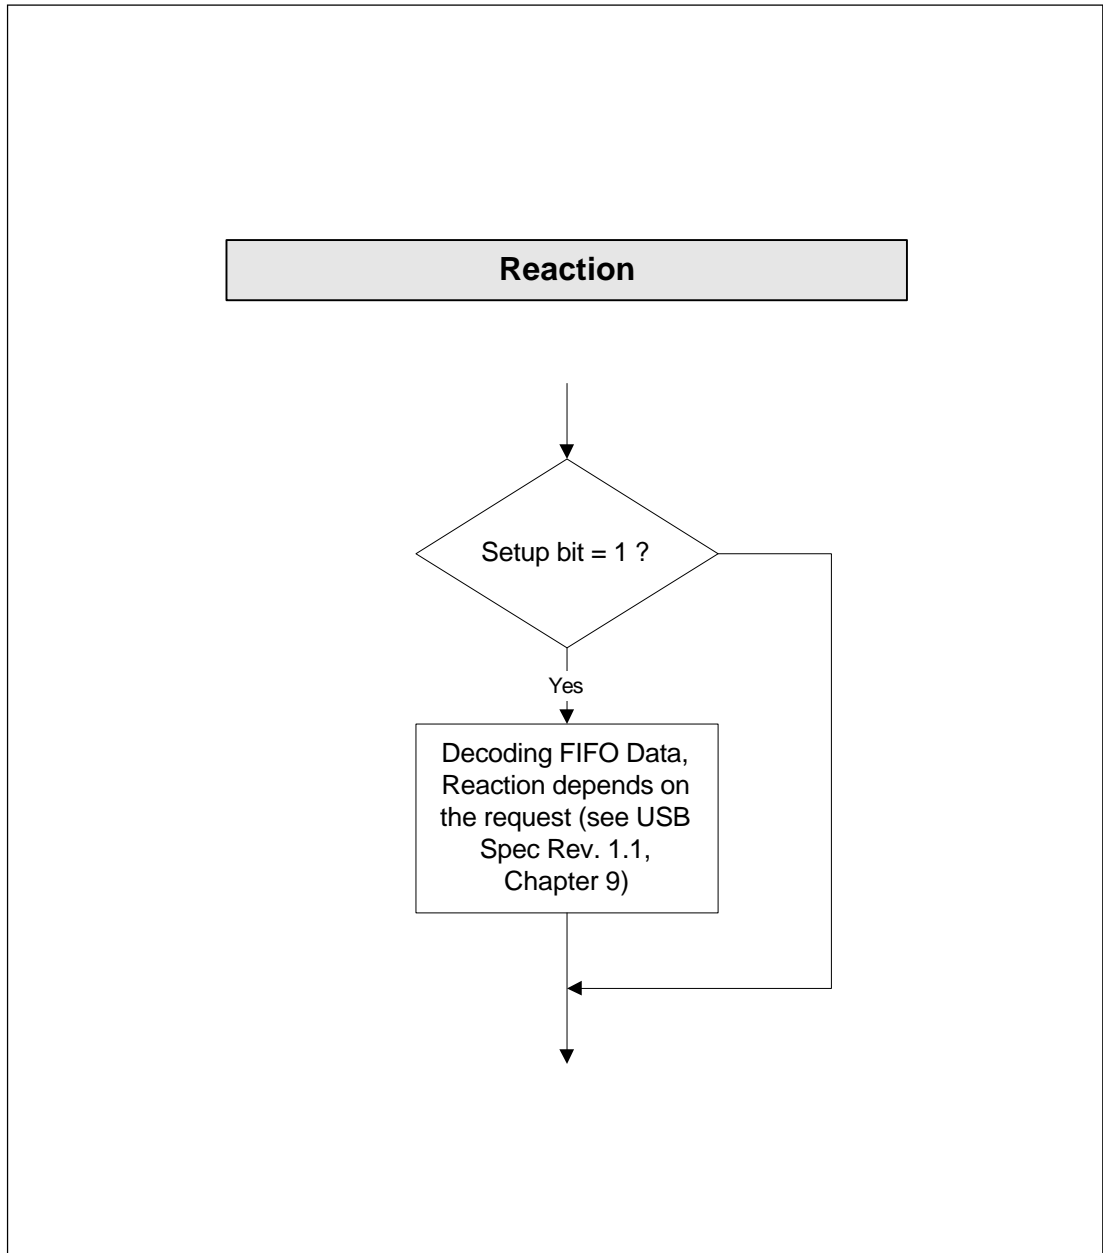 Reaction
Setup bit = 1 ?
Yes
Decoding FIFO Data,
Reaction depends on
the request (see USB
Spec Rev. 1.1,
Chapter 9)